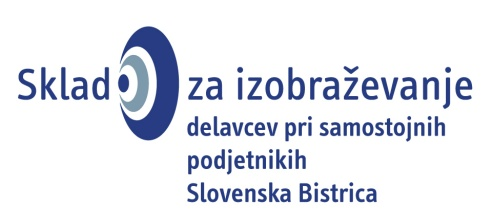 Sklad za izobraževanje
delavcev pri samostojnih
podjetnikih
Slovenska Bistrica